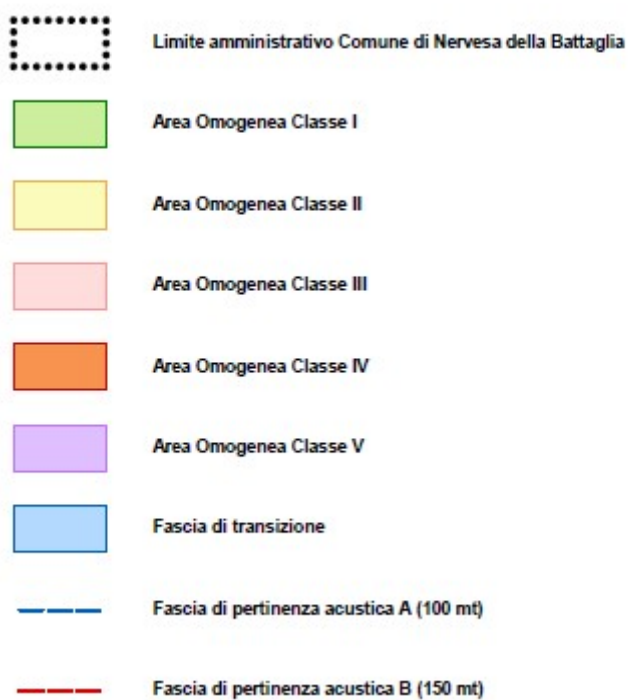 Limite amministrativo Comune di Nervesa della Battaglia
Area Omogenea Classe I
Area Omogenea Classe II
Area Omogenea Classe III
Area Omogenea Classe IV
Area Omogenea Classe V
Fascia di transizione
Fascia di pertinenza acustica A (100 mt)
Fascia di pertinenza acustica B (150 mt)